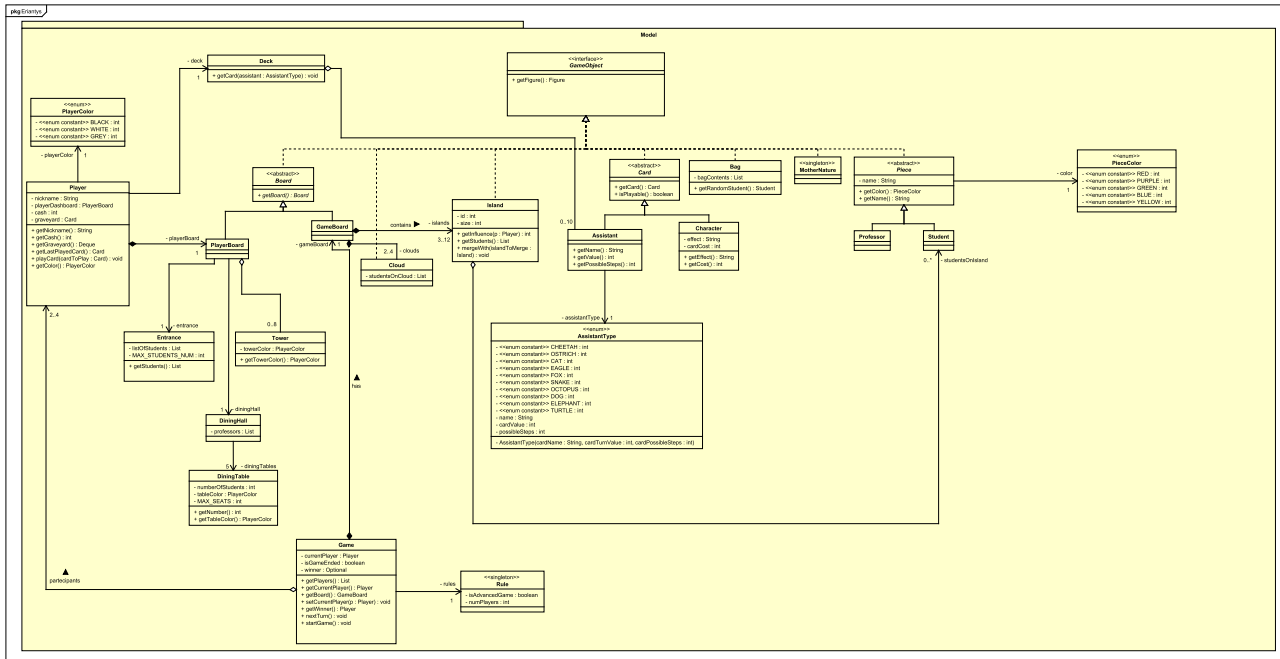 pkg Eriantys
Model
- deck
1
Deck
+ getCard(assistant : AssistantType) : void
<<interface>>
GameObject
+ getFigure() : Figure
<<enum>>
PlayerColor
- <<enum constant>> BLACK : int
- <<enum constant>> WHITE : int
- <<enum constant>> GREY : int
- playerColor
1
Player
- nickname : String
- playerDashboard : PlayerBoard
- cash : int
- graveyard : Card
+ getNickname() : String
+ getCash() : int
+ getGraveyard() : Deque
+ getLastPlayedCard() : Card
+ playCard(cardToPlay : Card) : void
+ getColor() : PlayerColor
- playerBoard
1
2..4
<<abstract>>
Board
+ getBoard() : Board
PlayerBoard
GameBoard
- gameBoard
1
contains ►
- islands
3..12
2..4
- clouds
Cloud
- studentsOnCloud : List
Island
- id : int
- size : int
+ getInfluence(p : Player) : int
+ getStudents() : List
+ mergeWith(islandToMerge :
Island) : void
0..10
<<abstract>>
Card
+ getCard() : Card
+ isPlayable() : boolean
Assistant
+ getName() : String
+ getValue() : int
+ getPossibleSteps() : int
Character
- effect : String
- cardCost : int
+ getEffect() : String
+ getCost() : int
Bag
- bagContents : List
+ getRandomStudent() : Student
<<singleton>>
MotherNature
<<abstract>>
Piece
- name : String
+ getColor() : PieceColor
+ getName() : String
- color
1
<<enum>>
PieceColor
- <<enum constant>> RED : int
- <<enum constant>> PURPLE : int
- <<enum constant>> GREEN : int
- <<enum constant>> BLUE : int
- <<enum constant>> YELLOW : int
Professor
Student
0..*
- studentsOnIsland
1
- entrance
Entrance
- listOfStudents : List
- MAX_STUDENTS_NUM : int
+ getStudents() : List
0..8
Tower
- towerColor : PlayerColor
+ getTowerColor() : PlayerColor
- assistantType
1
<<enum>>
AssistantType
- <<enum constant>> CHEETAH : int
- <<enum constant>> OSTRICH : int
- <<enum constant>> CAT : int
- <<enum constant>> EAGLE : int
- <<enum constant>> FOX : int
- <<enum constant>> SNAKE : int
- <<enum constant>> OCTOPUS : int
- <<enum constant>> DOG : int
- <<enum constant>> ELEPHANT : int
- <<enum constant>> TURTLE : int
- name : String
- cardValue : int
- possibleSteps : int
- AssistantType(cardName : String, cardTurnValue : int, cardPossibleSteps : int)
▲
has
1
- diningHall
DiningHall
- professors : List
5
- diningTables
DiningTable
- numberOfStudents : int
- tableColor : PlayerColor
- MAX_SEATS : int
+ getNumber() : int
+ getTableColor() : PlayerColor
▲
partecipants
Game
- currentPlayer : Player
- isGameEnded : boolean
- winner : Optional
+ getPlayers() : List
+ getCurrentPlayer() : Player
+ getBoard() : GameBoard
+ setCurrentPlayer(p : Player) : void
+ getWinner() : Player
+ nextTurn() : void
+ startGame() : void
- rules
1
<<singleton>>
Rule
- isAdvancedGame : boolean
- numPlayers : int